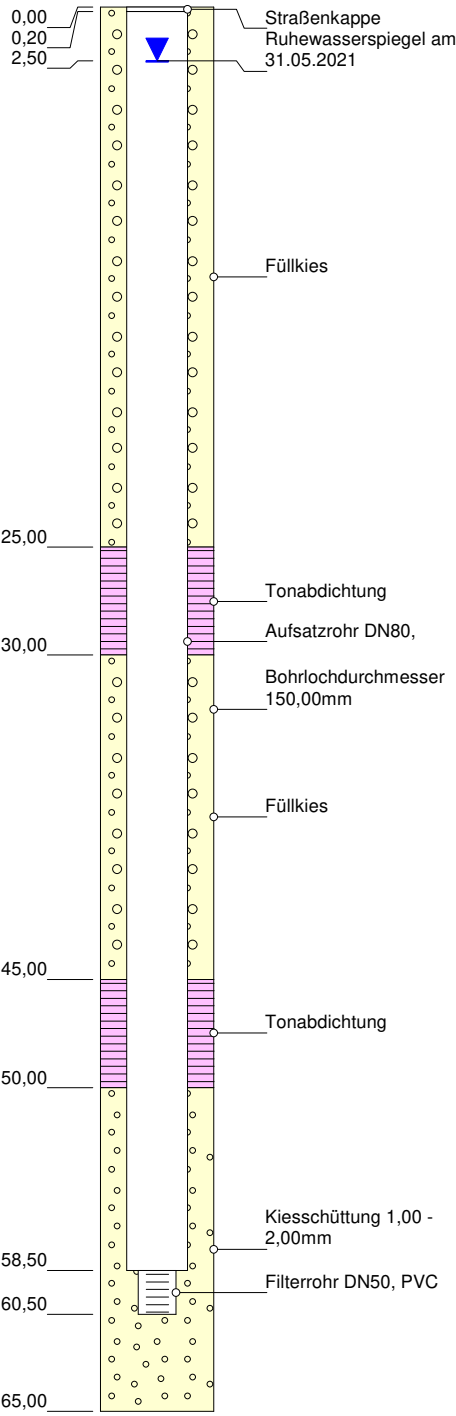 0,00
0,20
2,50
Straßenkappe
Ruhewasserspiegel am
31.05.2021
Füllkies
25,00
Tonabdichtung
Aufsatzrohr DN80,
30,00
Bohrlochdurchmesser
150,00mm
Füllkies
45,00
Tonabdichtung
50,00
Kiesschüttung 1,00 -
2,00mm
58,50
Filterrohr DN50, PVC
60,50
65,00